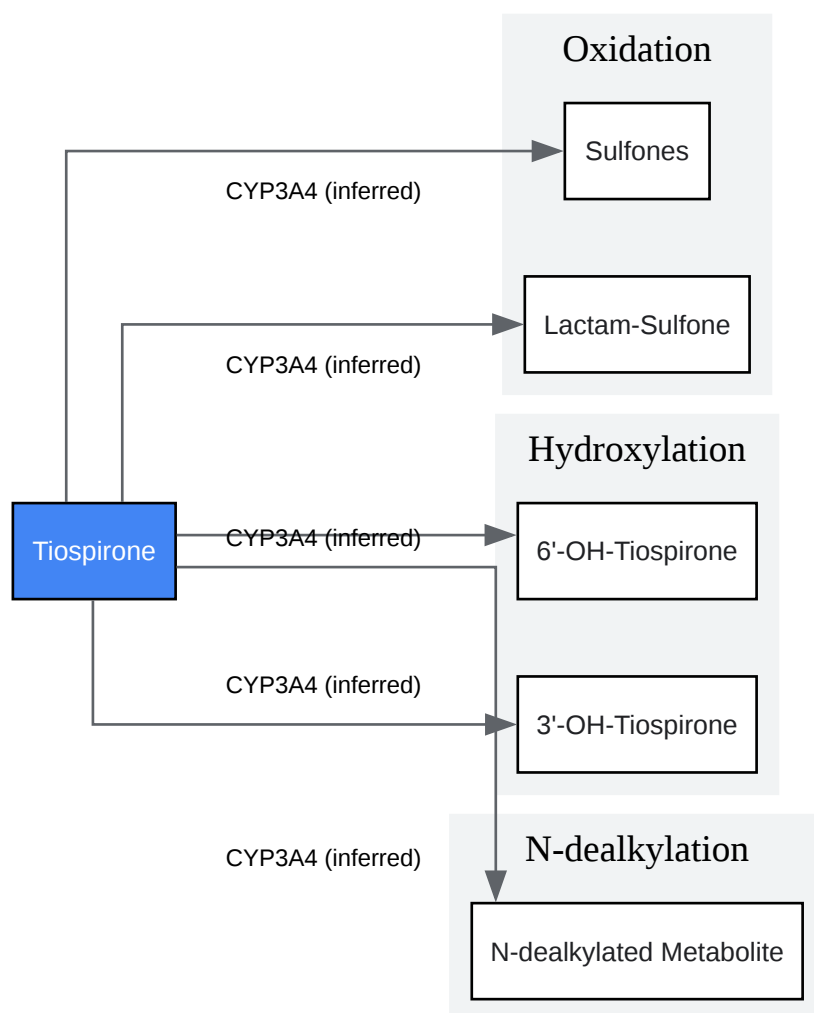 Oxidation
Sulfones
CYP3A4 (inferred)
Lactam-Sulfone
CYP3A4 (inferred)
Hydroxylation
Tiospirone
CYP3A4 (inferred)
6'-OH-Tiospirone
CYP3A4 (inferred)
3'-OH-Tiospirone
N-dealkylation
CYP3A4 (inferred)
N-dealkylated Metabolite